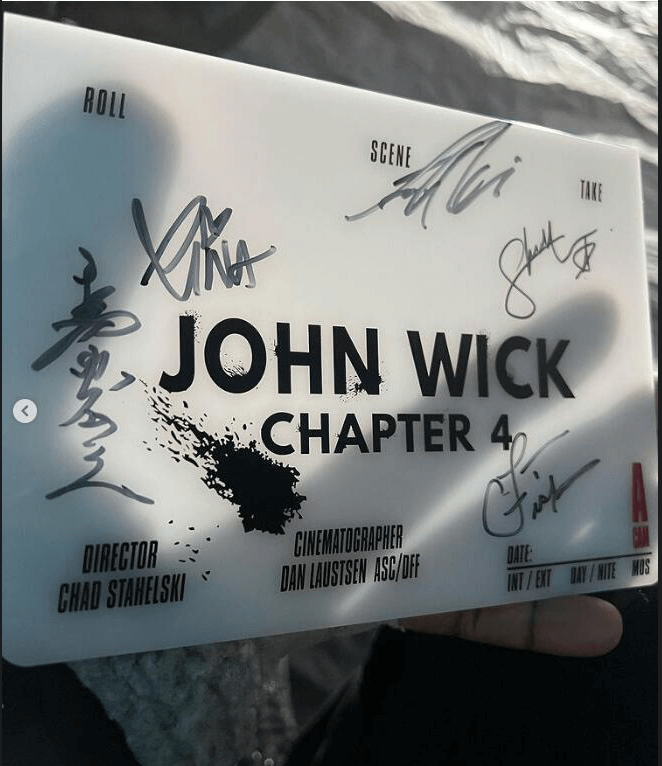 ROLL
SCENE
TAKE
RiNA
JOHN WICK
CHAPTER 4
A
CAM
DIRECTOR
CHAD STAHELSKI
CINEMATOGRAPHER
DAN LAUSTSEN ASC/DFF
DATE:
INT / EXT DAY / NITE MOS